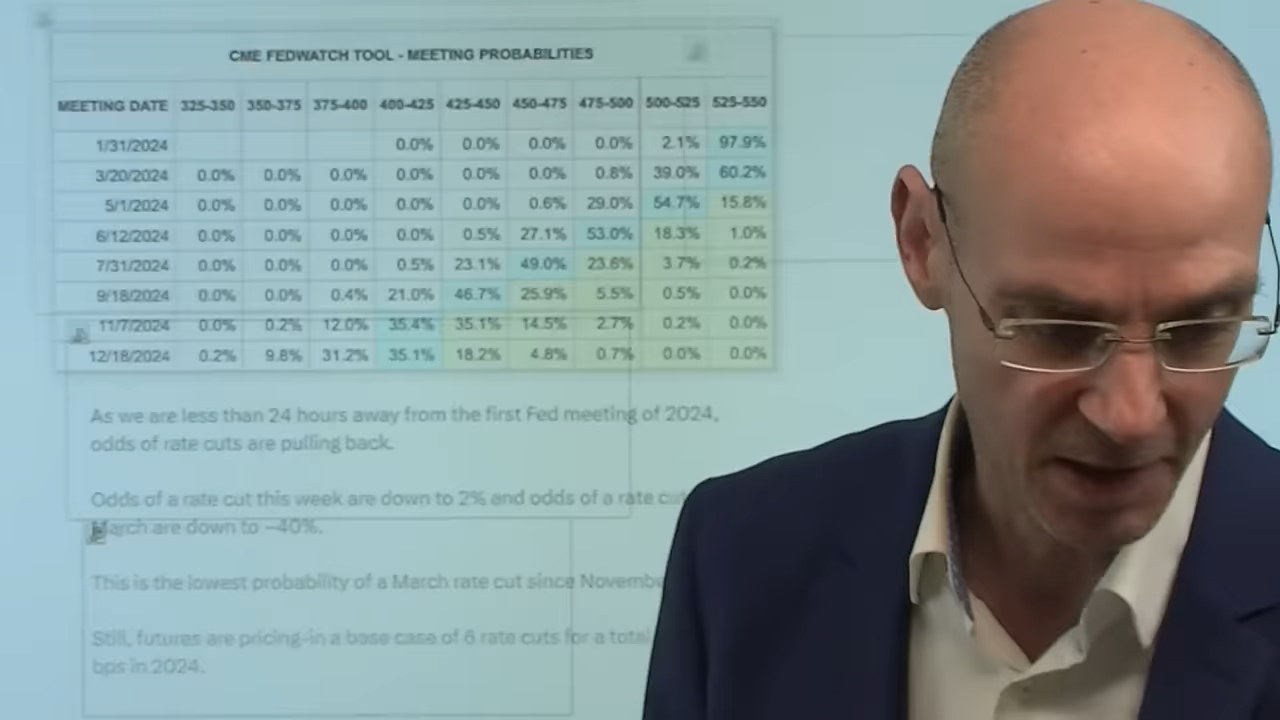 CME FEDWATCH TOOL - MEETING PROBABILITIES
MEETING DATE 325-350 350-375 375-400 400-425 425-450 450-475 475-500 500-525 525-550
1/31/2024 0.0% 0.0% 0.0% 0.0% 2.1% 97.9%
3/20/2024 0.0% 0.0% 0.0% 0.0% 0.0% 0.0% 0.8% 39.0% 60.2%
5/1/2024 0.0% 0.0% 0.0% 0.0% 0.0% 0.6% 29.0% 54.7% 15.8%
6/12/2024 0.0% 0.0% 0.0% 0.0% 0.5% 27.1% 53.0% 18.3% 1.0%
7/31/2024 0.0% 0.0% 0.0% 0.5% 23.1% 49.0% 23.6% 3.7% 0.2%
9/18/2024 0.0% 0.0% 0.4% 21.0% 46.7% 25.9% 5.5% 0.5% 0.0%
11/7/2024 0.0% 0.2% 12.0% 35.4% 35.1% 14.5% 2.7% 0.2% 0.0%
12/18/2024 0.2% 9.8% 31.2% 35.1% 18.2% 4.8% 0.7% 0.0% 0.0%
As we are less than 24 hours away from the first Fed meeting of 2024,
odds of rate cuts are pulling back.
Odds of a rate cut this week are down to 2% and odds of a rate
March are down to ~40%.
This is the lowest probability of a March rate cut since
Still, futures are pricing-in a base case of 6 rate cuts for a total
bps in 2024.